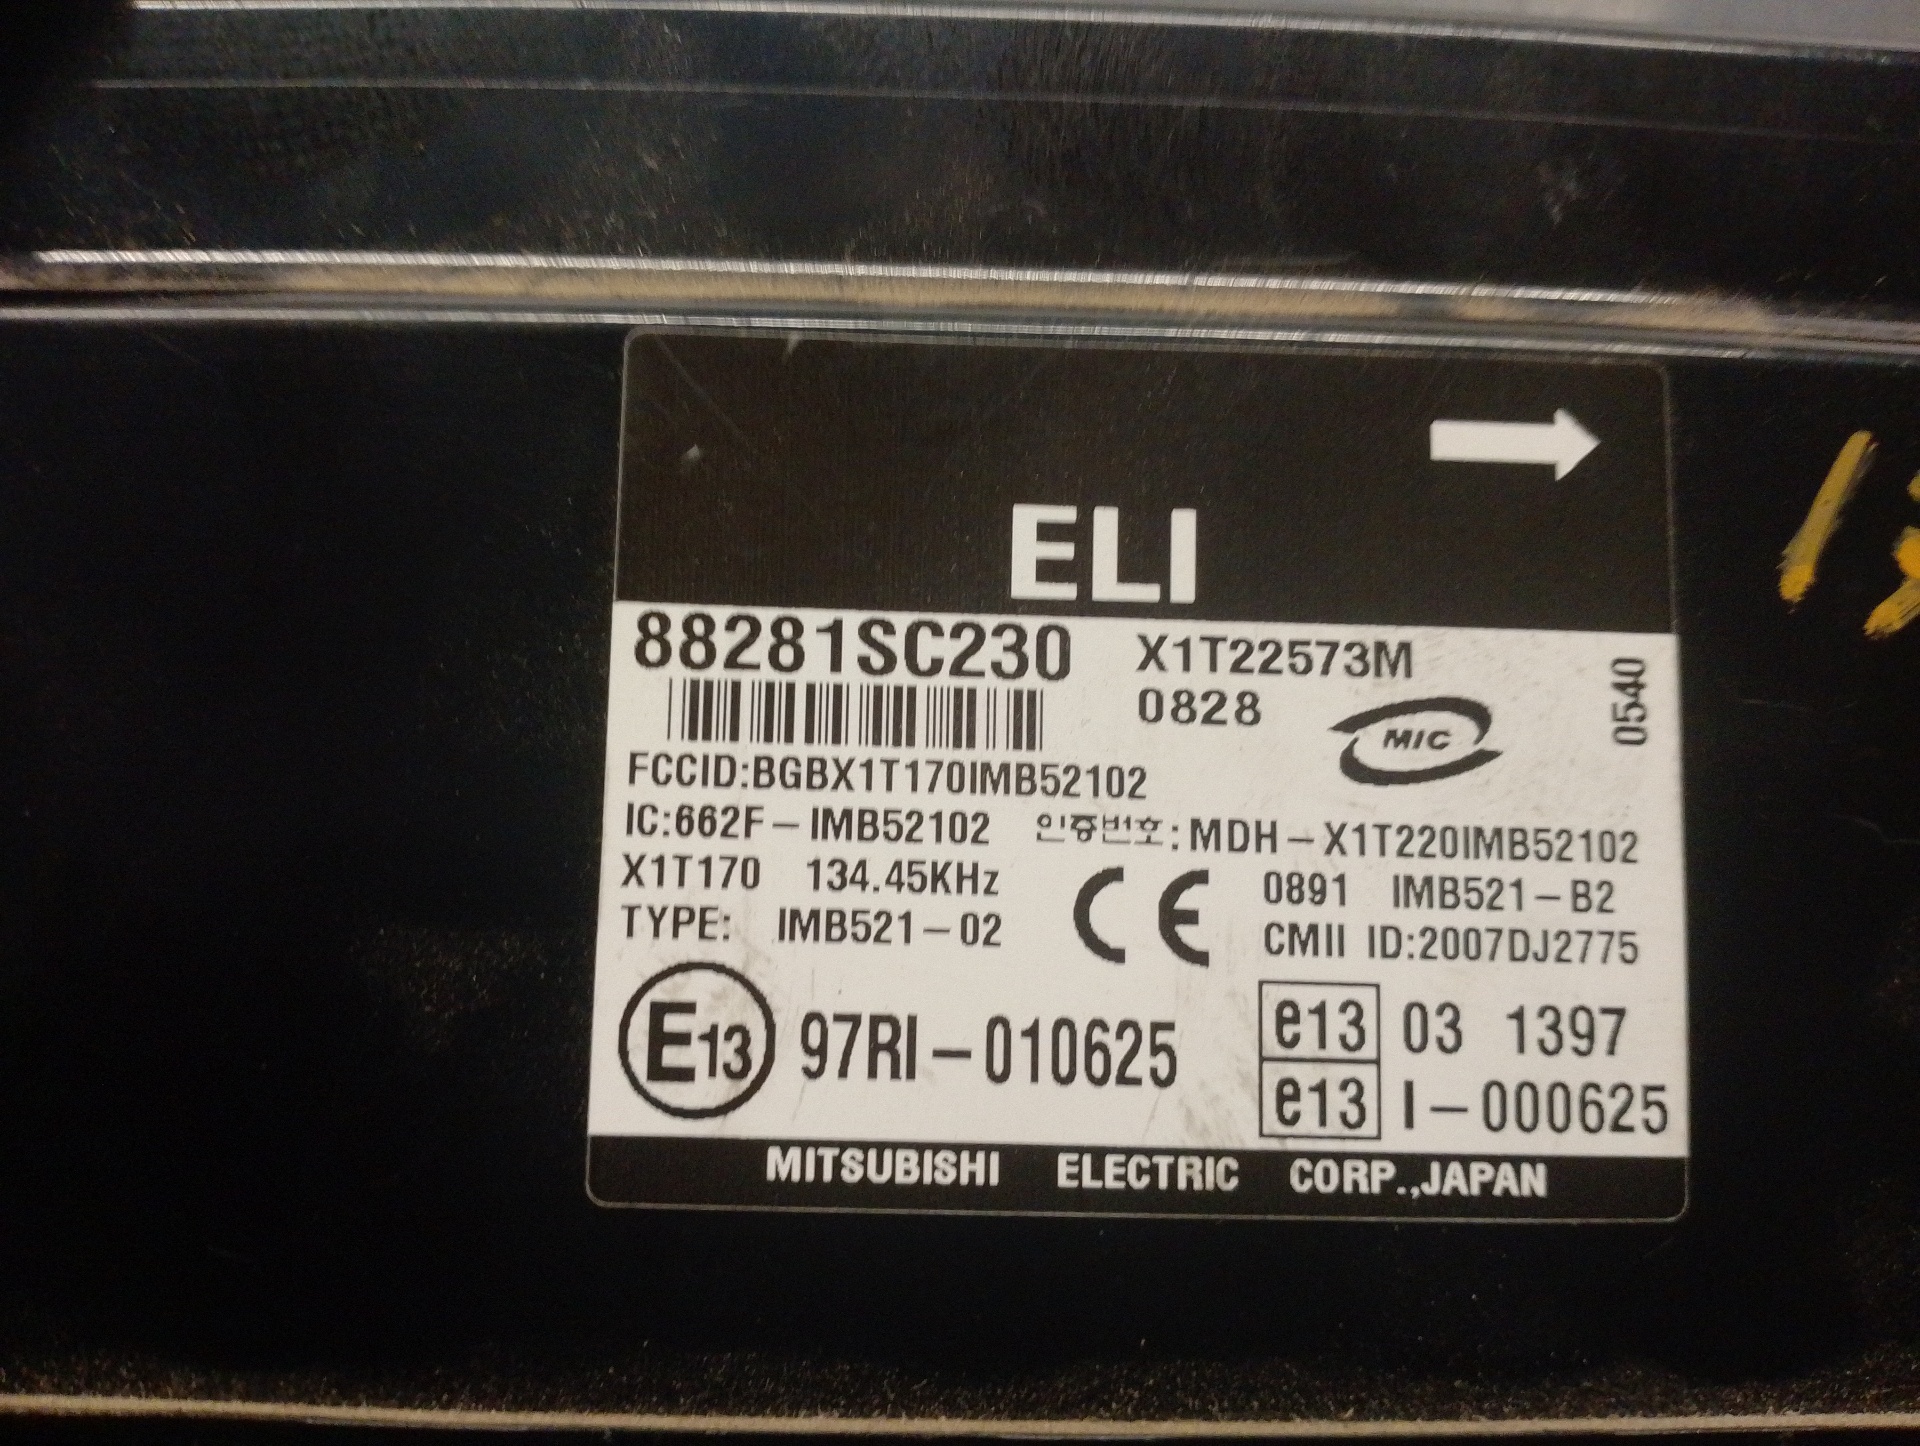 ELI
88281SC230 X1T22573M
0828
MIC
0540
FCCID:BGBX1T170IMB52102
IC:662F-IMB52102 인증번호:MDH-X1T220IMB52102
X1T170 134.45KHz
CE 0891 IMB521-B2
TYPE: IMB521-02
CMII ID:2007DJ2775
E13 97RI-010625
e13 03 1397
e13 I-000625
MITSUBISHI ELECTRIC CORP.,JAPAN